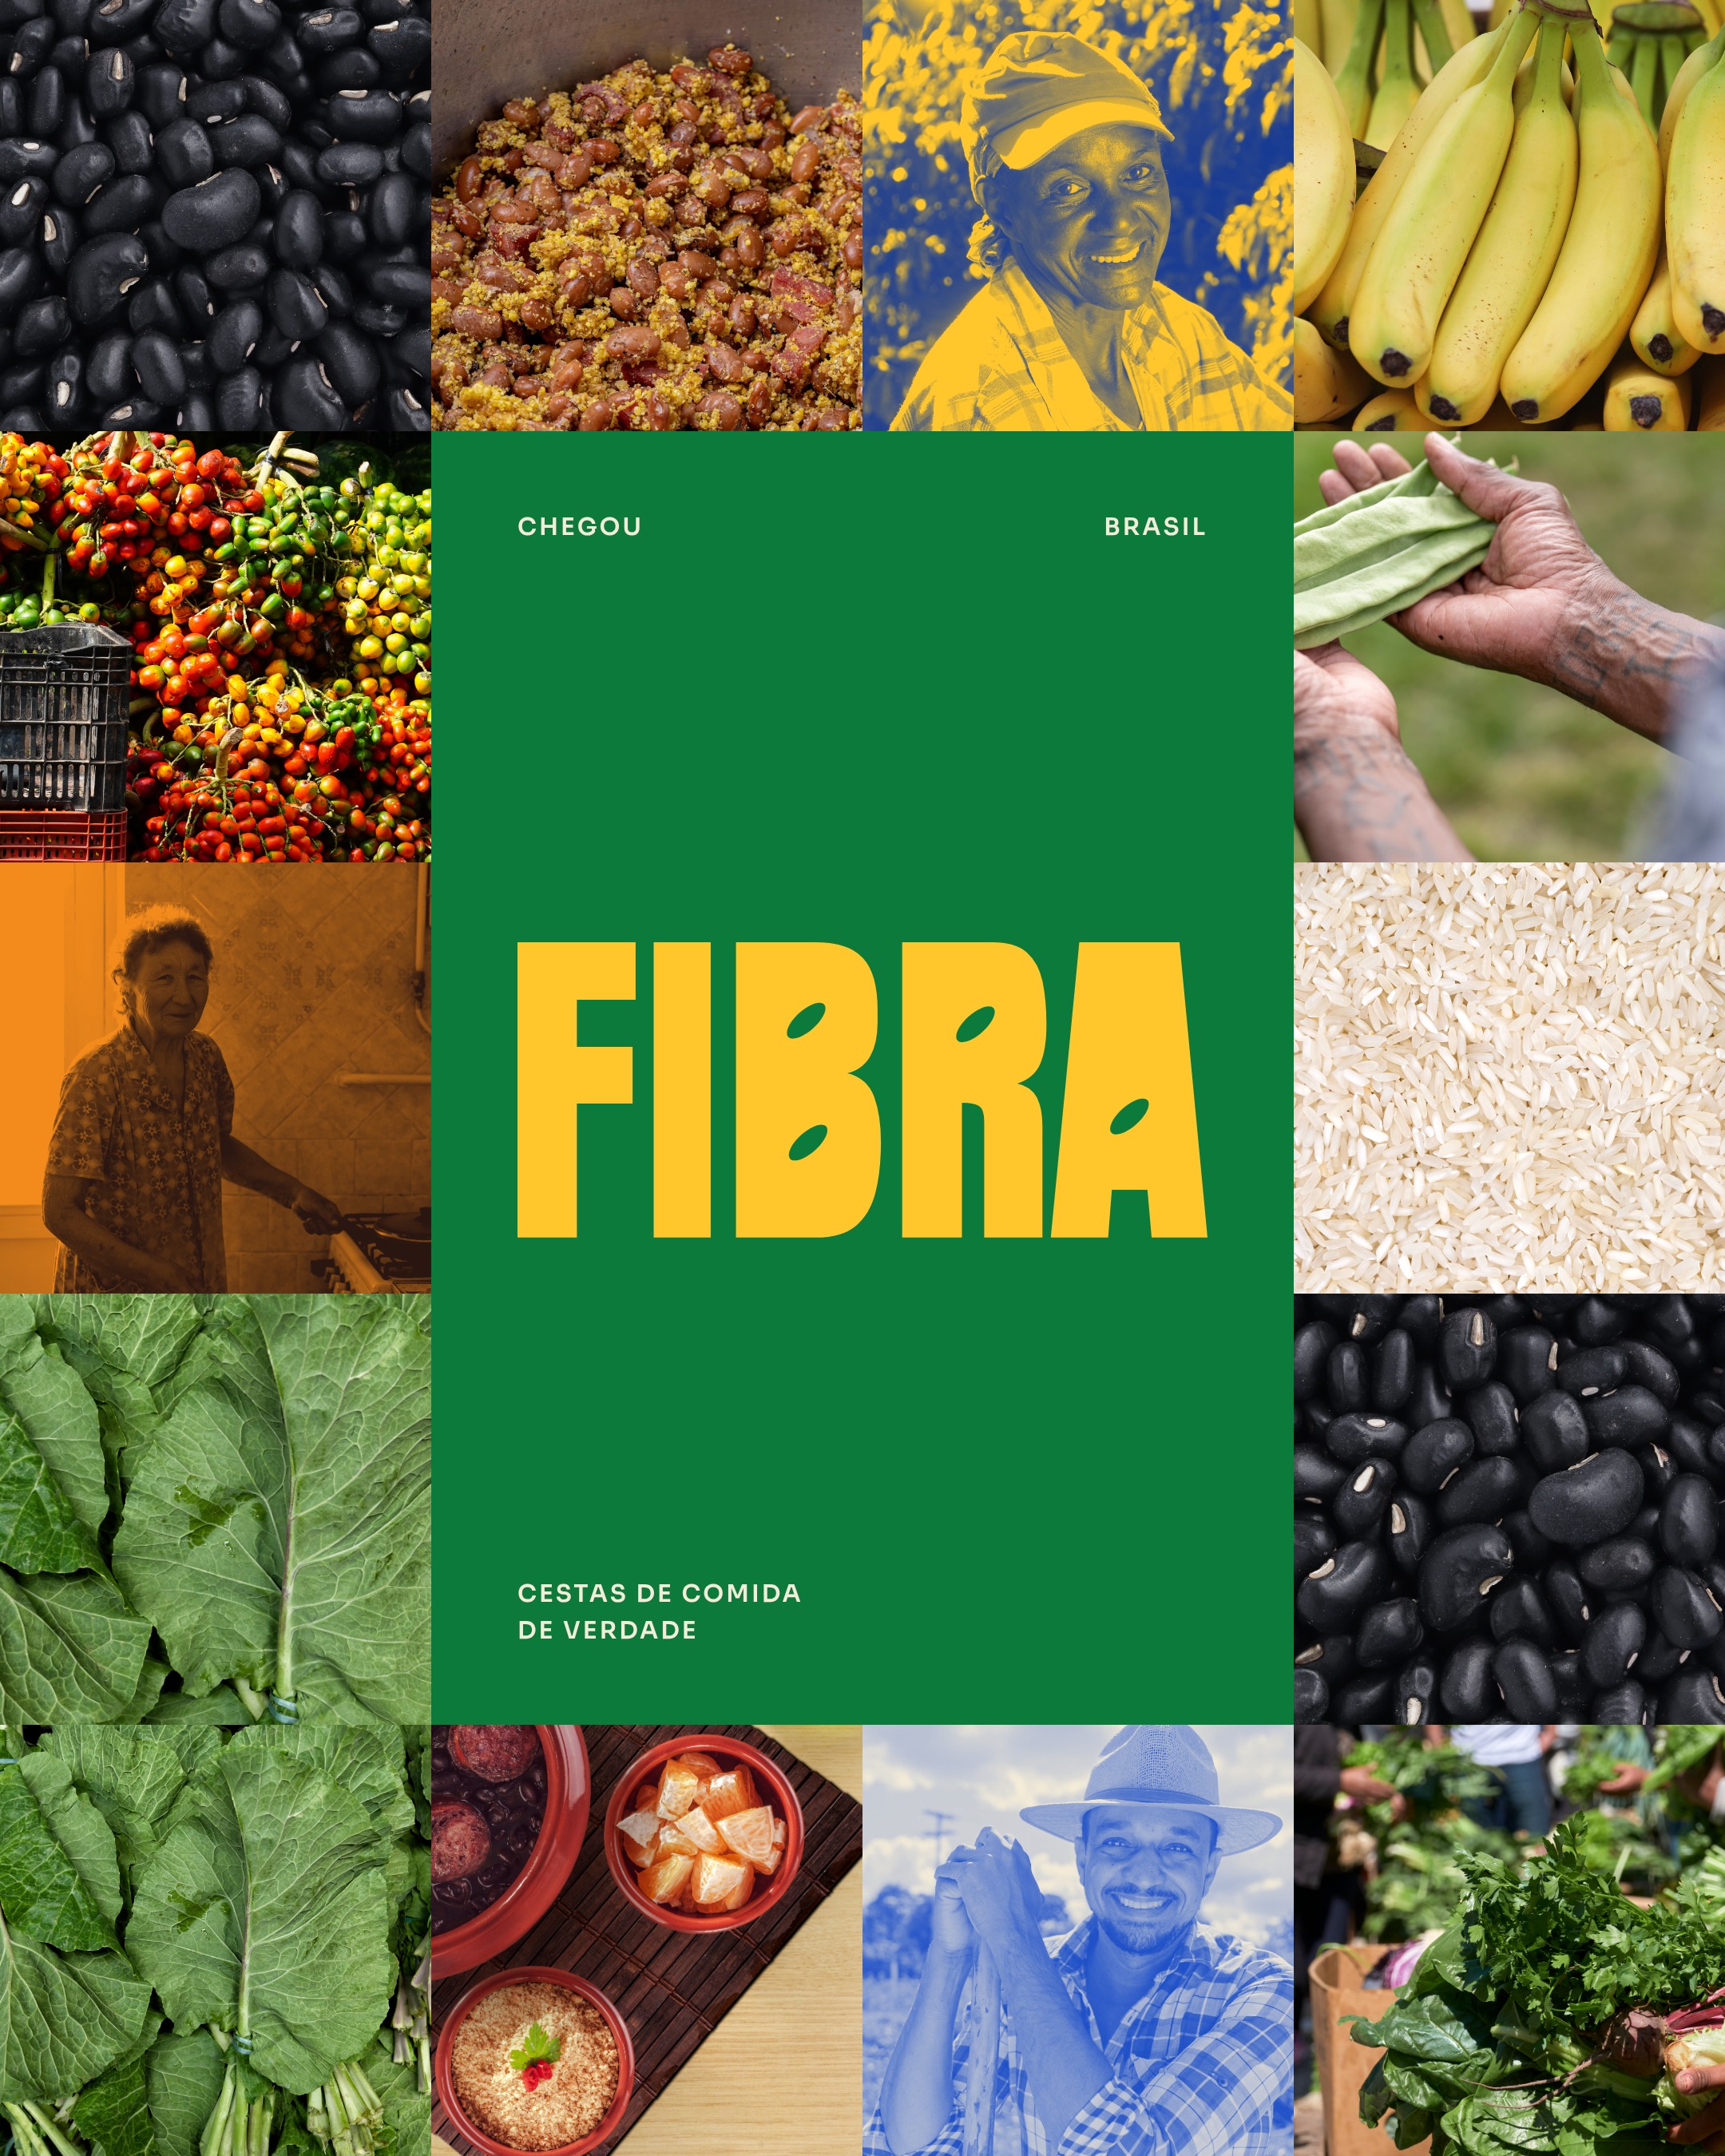 CHEGOU
BRASIL
FIBRA
CESTAS DE COMIDA
DE VERDADE